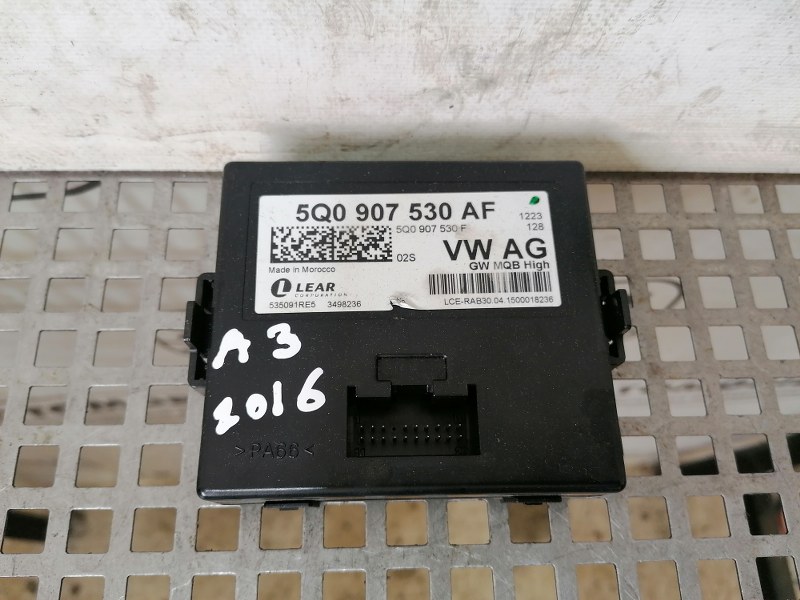 5Q0 907 530 AF
1223
5Q0 907 530 F
128
02S
VW AG
GW MQB High
Made in Morocco
LEAR
CORPORATION
535091RE5 3498236
LCE-RAB30.04.1500018236
A3
2016
>PA66<